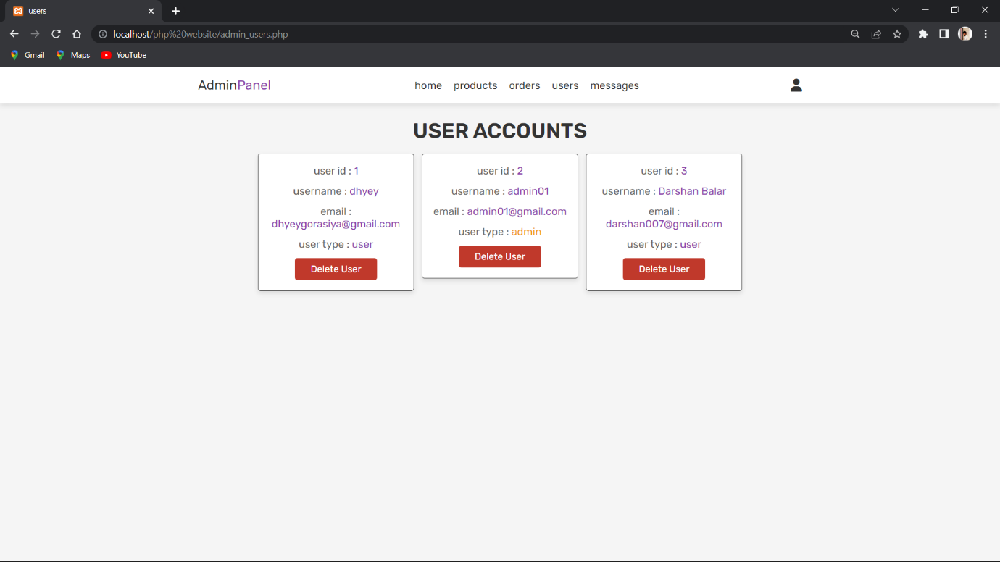 users
localhost/php%20website/admin_users.php
Gmail Maps YouTube
AdminPanel home products orders users messages
USER ACCOUNTS
user id : 1
username : dhyey
email :
dhyeygorasiya@gmail.com
user type : user
Delete User
user id : 2
username : admin01
email : admin01@gmail.com
user type : admin
Delete User
user id : 3
username : Darshan Balar
email :
darshan007@gmail.com
user type : user
Delete User